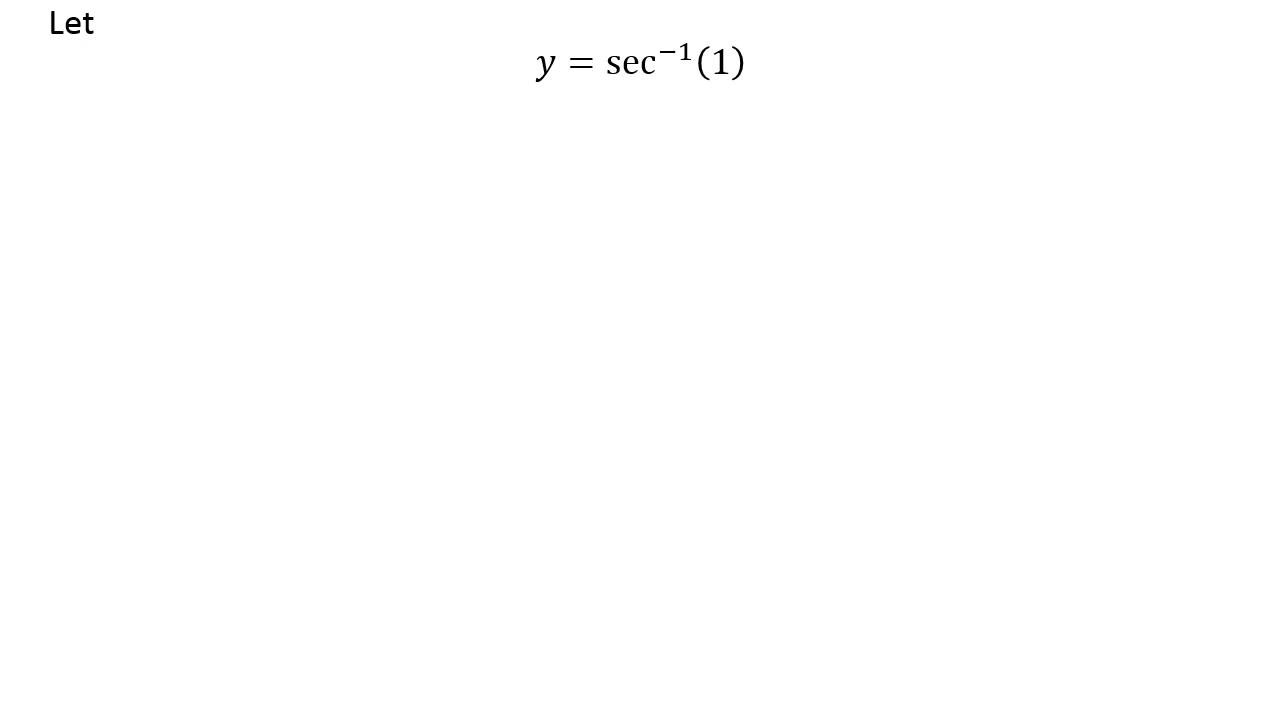 Let
y = sec⁻¹(1)